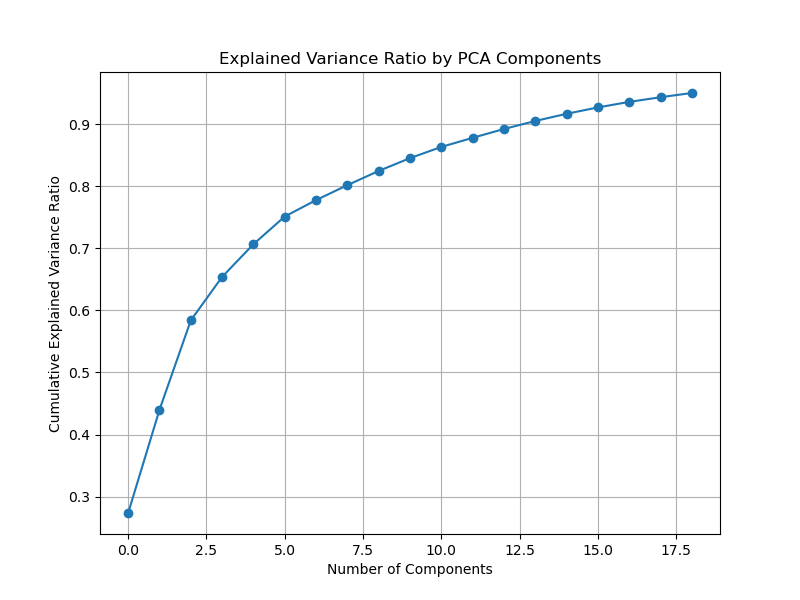 Explained Variance Ratio by PCA Components
Cumulative Explained Variance Ratio
0.9
0.8
0.7
0.6
0.5
0.4
0.3
0.0 2.5 5.0 7.5 10.0 12.5 15.0 17.5
Number of Components